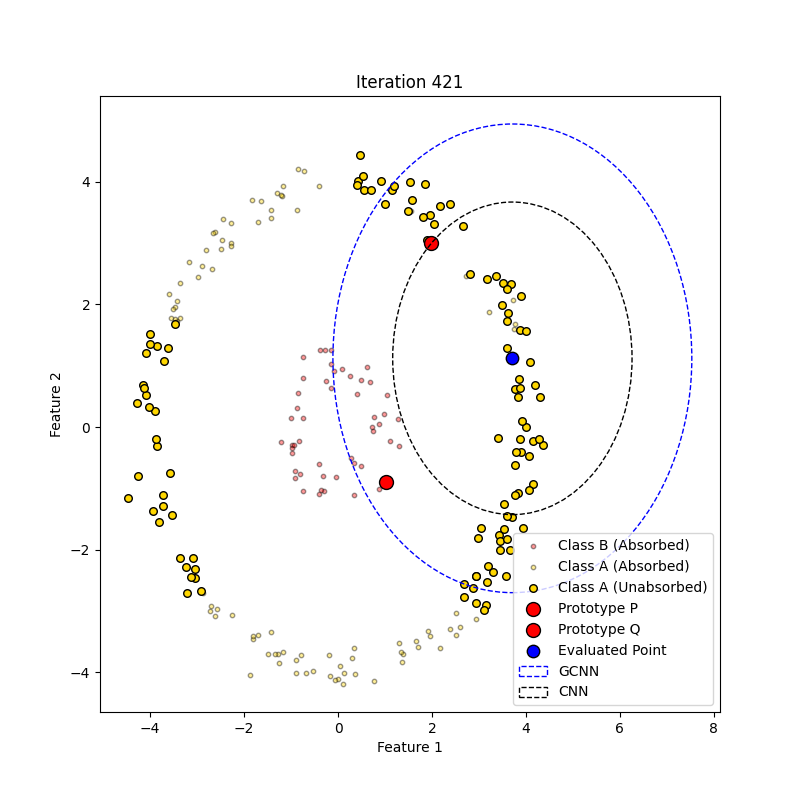 Iteration 421
Feature 2
4
2
0
−2
−4
−4
−2
0
2
4
6
8
Feature 1
Class B (Absorbed)
Class A (Absorbed)
Class A (Unabsorbed)
Prototype P
Prototype Q
Evaluated Point
GCNN
CNN